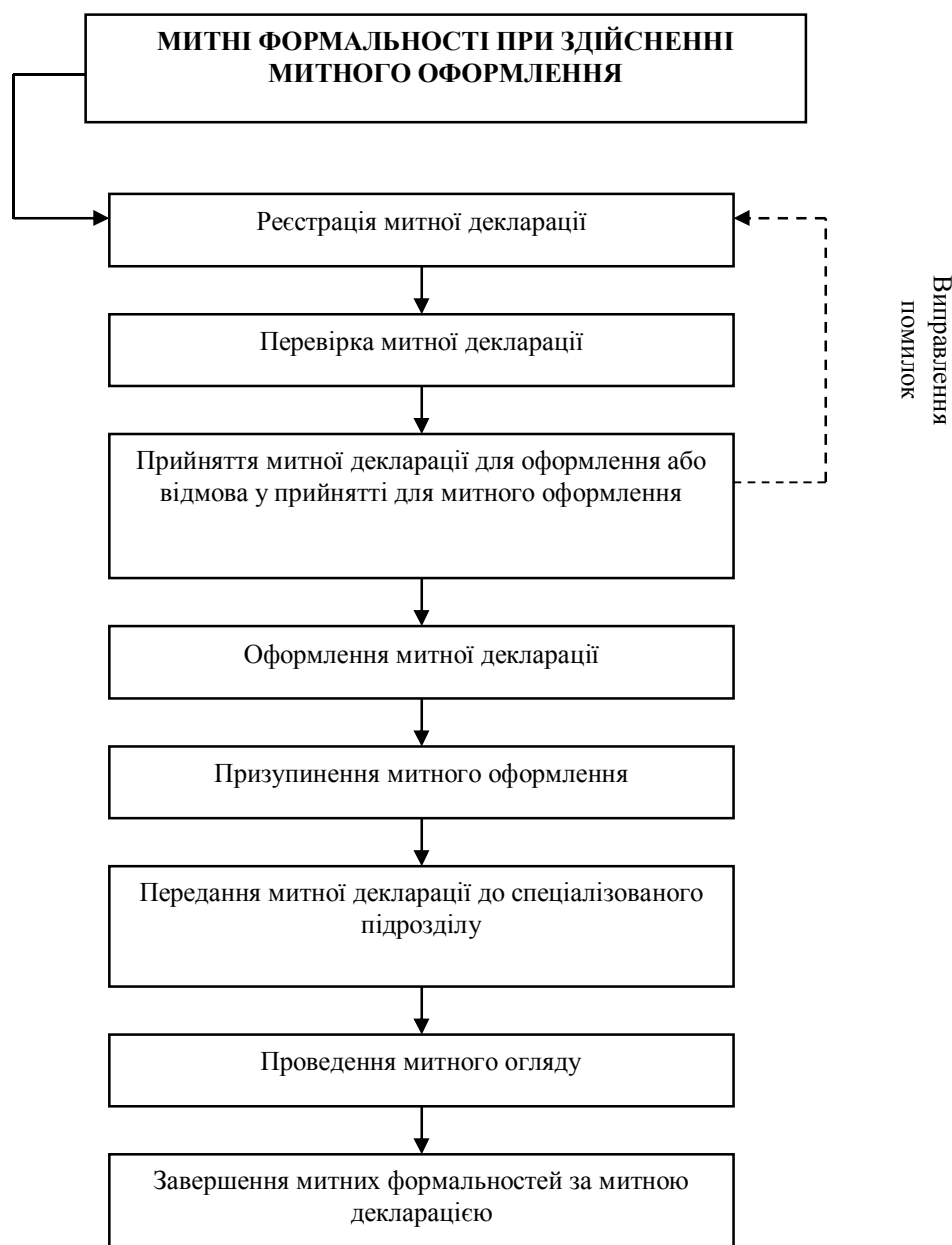 МИТНІ ФОРМАЛЬНОСТІ ПРИ ЗДІЙСНЕННІ
МИТНОГО ОФОРМЛЕННЯ
Реєстрація митної декларації
Перевірка митної декларації
Прийняття митної декларації для оформлення або
відмова у прийнятті для митного оформлення
Виправлення
помилок
Оформлення митної декларації
Призупинення митного оформлення
Передання митної декларації до спеціалізованого
підрозділу
Проведення митного огляду
Завершення митних формальностей за митною
декларацією